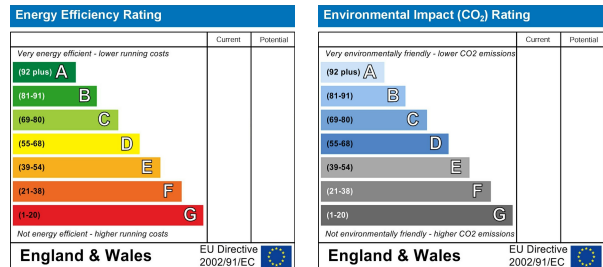 Energy Efficiency Rating
Current Potential
Very energy efficient - lower running costs
(92 plus) A
(81-91) B
(69-80) C
(55-68) D
(39-54) E
(21-38) F
(1-20) G
Not energy efficient - higher running costs
England & Wales
EU Directive
2002/91/EC
Environmental Impact (CO₂) Rating
Current Potential
Very environmentally friendly - lower CO2 emissions
(92 plus) A
(81-91) B
(69-80) C
(55-68) D
(39-54) E
(21-38) F
(1-20) G
Not environmentally friendly - higher CO2 emissions
England & Wales
EU Directive
2002/91/EC